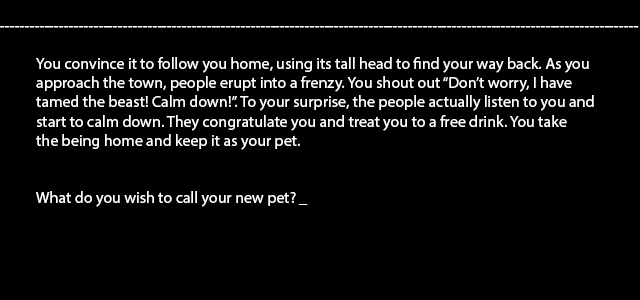 You convince it to follow you home, using its tall head to find your way back. As you
approach the town, people erupt into a frenzy. You shout out “Don’t worry, I have
tamed the beast! Calm down!”. To your surprise, the people actually listen to you and
start to calm down. They congratulate you and treat you to a free drink. You take
the being home and keep it as your pet.
What do you wish to call your new pet? _